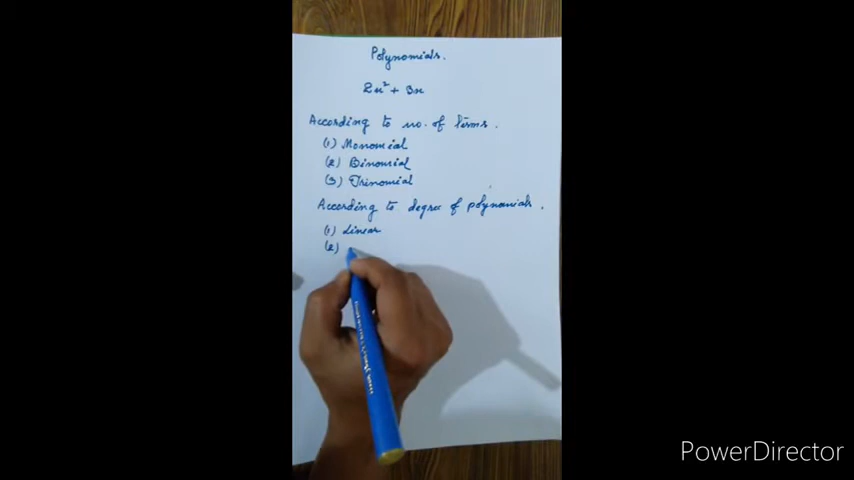 Polynomials.
2x² + 3x
According to no. of terms.
(1) Monomial
(2) Binomial
(3) Trinomial
According to degree of polynomials.
(1) Linear
(2)
PowerDirector